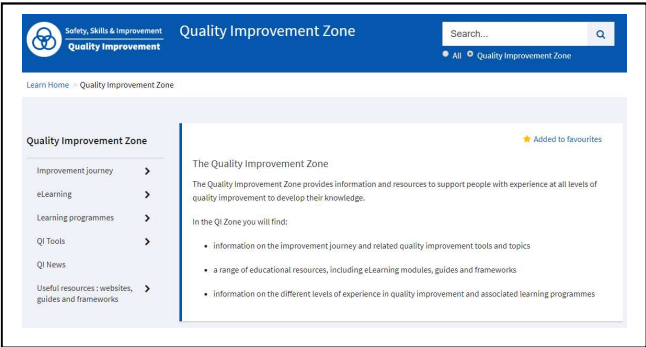 Safety, Skills & Improvement
Quality Improvement
Quality Improvement Zone
Search...
All Quality Improvement Zone
Learn Home > Quality Improvement Zone
Quality Improvement Zone
Improvement journey
eLearning
Learning programmes
QI Tools
QI News
Useful resources : websites,
guides and frameworks
Added to favourites
The Quality Improvement Zone
The Quality Improvement Zone provides information and resources to support people with experience at all levels of
quality improvement to develop their knowledge.
In the QI Zone you will find:
• information on the improvement journey and related quality improvement tools and topics
• a range of educational resources, including eLearning modules, guides and frameworks
• information on the different levels of experience in quality improvement and associated learning programmes